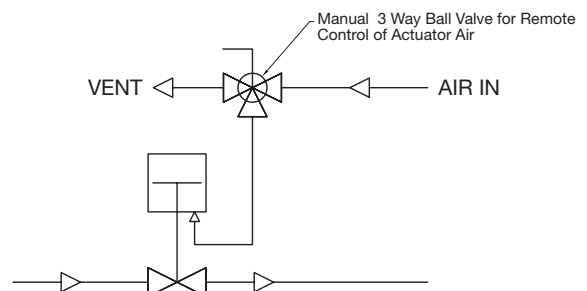 Manual 3 Way Ball Valve for Remote
Control of Actuator Air
VENT
AIR IN